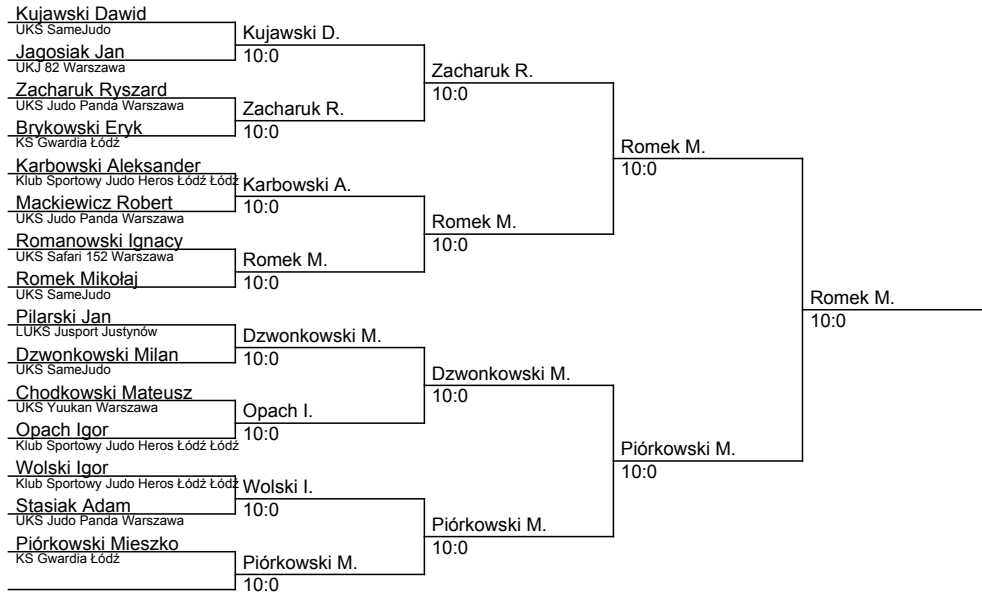 Kujawski Dawid
UKS SameJudo
Jagosiak Jan
UKJ 82 Warszawa
Zacharuk Ryszard
UKS Judo Panda Warszawa
Brykowski Eryk
KS Gwardia Łódź
Karbowski Aleksander
Klub Sportowy Judo Heros Łódź Łódź
Mackiewicz Robert
UKS Judo Panda Warszawa
Romanowski Ignacy
UKS Safari 152 Warszawa
Romek Mikołaj
UKS SameJudo
Pilarski Jan
LUKS Jusport Justynów
Dzwonkowski Milan
UKS SameJudo
Chodkowski Mateusz
UKS Yuukan Warszawa
Opach Igor
Klub Sportowy Judo Heros Łódź Łódź
Wolski Igor
Klub Sportowy Judo Heros Łódź Łódź
Stasiak Adam
UKS Judo Panda Warszawa
Piórkowski Mieszko
KS Gwardia Łódź
Kujawski D.
10:0
Zacharuk R.
10:0
Karbowski A.
10:0
Romek M.
10:0
Dzwonkowski M.
10:0
Opach I.
10:0
Wolski I.
10:0
Piórkowski M.
10:0
Zacharuk R.
10:0
Romek M.
10:0
Dzwonkowski M.
10:0
Piórkowski M.
10:0
Romek M.
10:0
Piórkowski M.
10:0
Romek M.
10:0